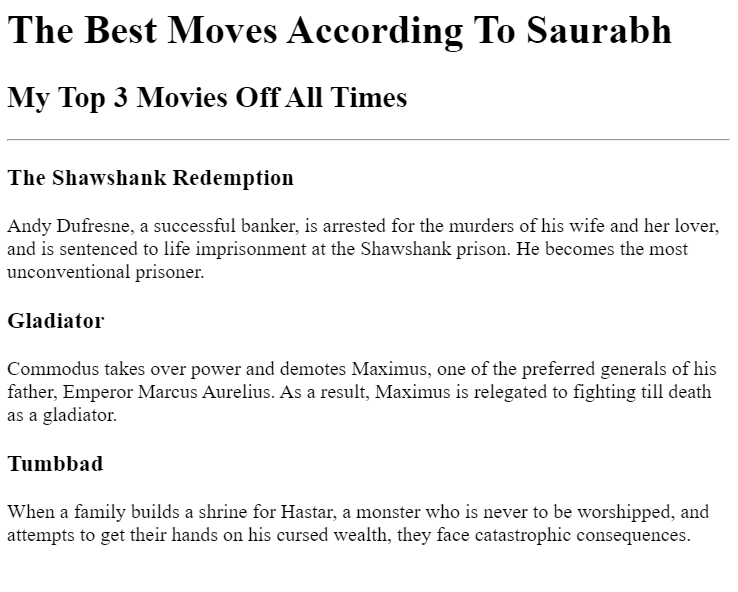 The Best Moves According To Saurabh
My Top 3 Movies Off All Times
The Shawshank Redemption
Andy Dufresne, a successful banker, is arrested for the murders of his wife and her lover,
and is sentenced to life imprisonment at the Shawshank prison. He becomes the most
unconventional prisoner.
Gladiator
Commodus takes over power and demotes Maximus, one of the preferred generals of his
father, Emperor Marcus Aurelius. As a result, Maximus is relegated to fighting till death
as a gladiator.
Tumbbad
When a family builds a shrine for Hastar, a monster who is never to be worshipped, and
attempts to get their hands on his cursed wealth, they face catastrophic consequences.